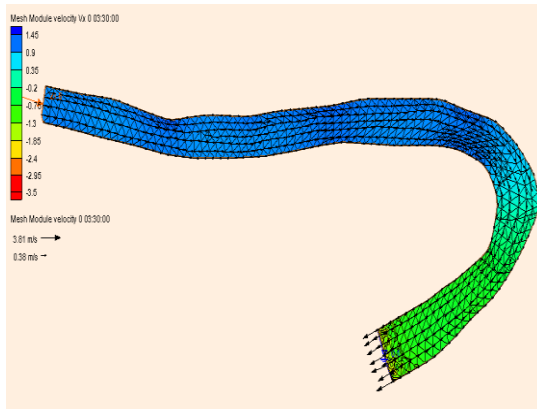 Mesh Module velocity Vx 0 03:30:00
1.45
0.9
0.35
-0.2
-0.76
-1.3
-1.85
-2.4
-2.95
-3.5
Mesh Module velocity 0 03:30:00
3.81 m/s
0.38 m/s